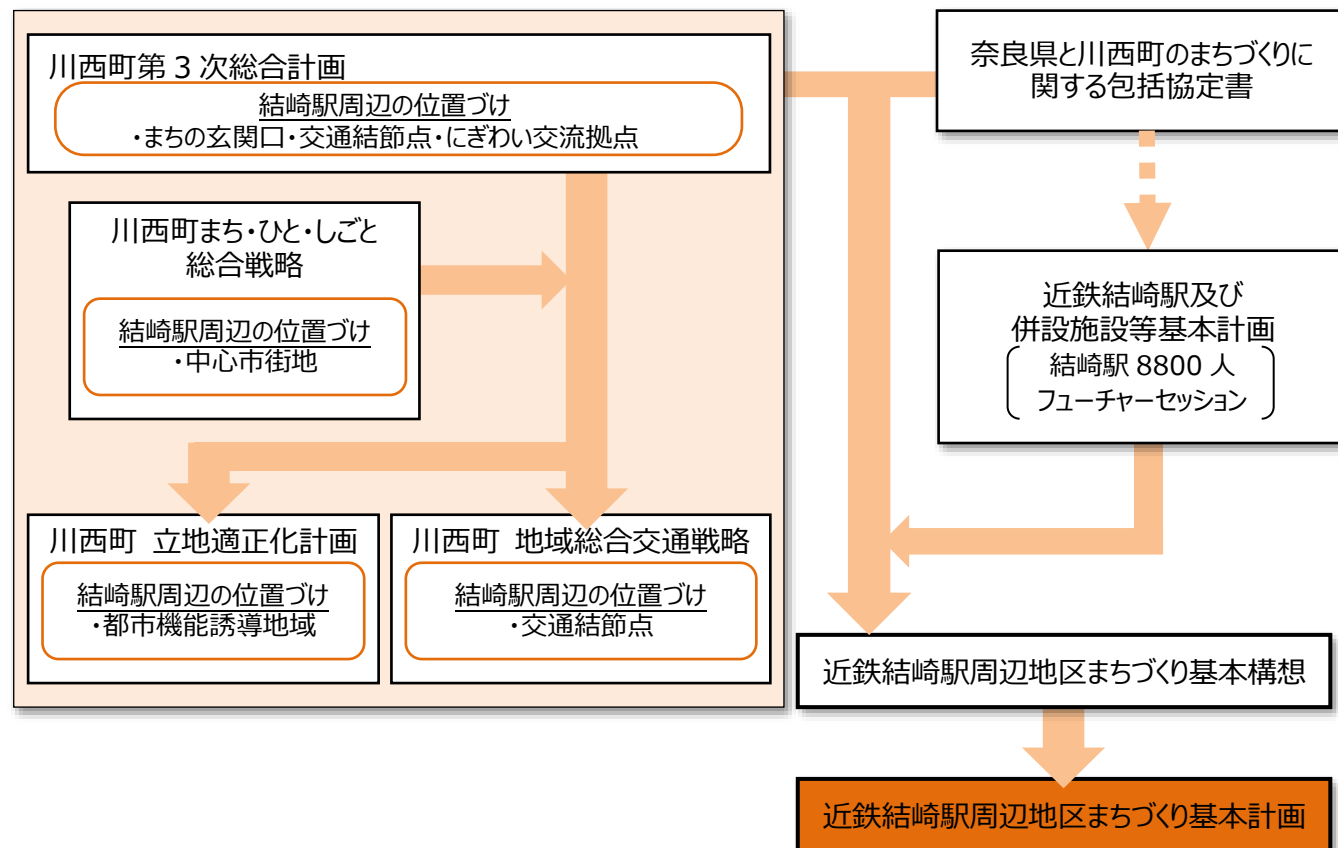 川西町第 3 次総合計画
結崎駅周辺の位置づけ
・まちの玄関口・交通結節点・にぎわい交流拠点
川西町まち・ひと・しごと
総合戦略
結崎駅周辺の位置づけ
・中心市街地
川西町 立地適正化計画
結崎駅周辺の位置づけ
・都市機能誘導地域
川西町 地域総合交通戦略
結崎駅周辺の位置づけ
・交通結節点
奈良県と川西町のまちづくりに
関する包括協定書
近鉄結崎駅及び
併設施設等基本計画
結崎駅 8800 人
フューチャーセッション
近鉄結崎駅周辺地区まちづくり基本構想
近鉄結崎駅周辺地区まちづくり基本計画